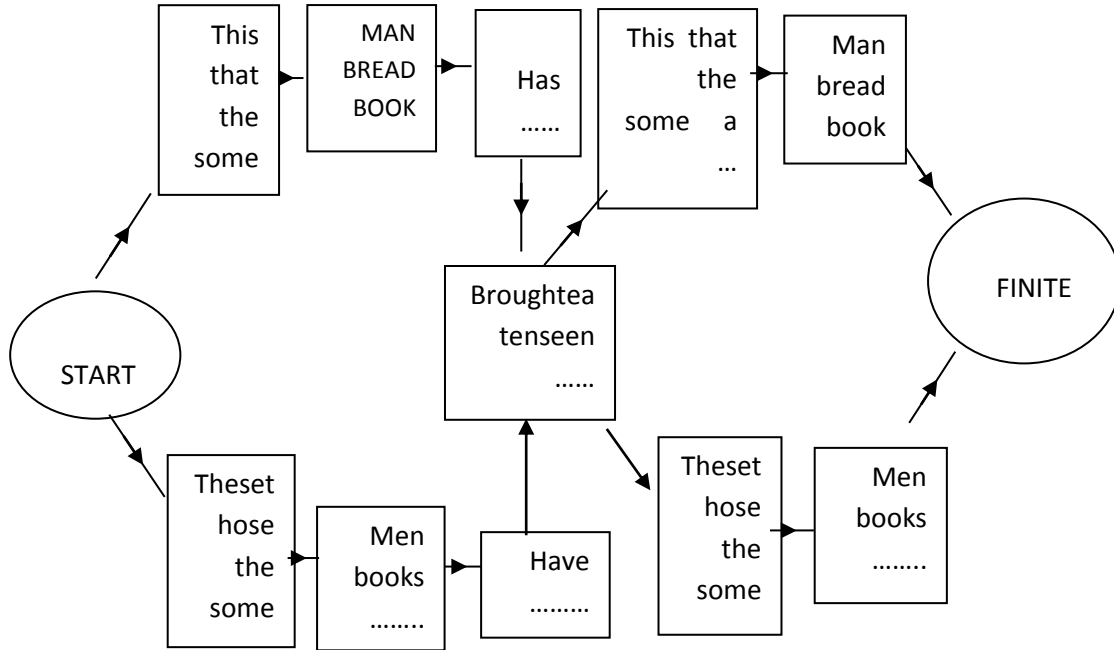 This
that
the
some
MAN
BREAD
BOOK
Has
......
This that
the
some a
...
Man
bread
book
START
Broughtea
tenseen
......
FINITE
Theset
hose
the
some
Men
books
........
Have
.........
Theset
hose
the
some
Men
books
........